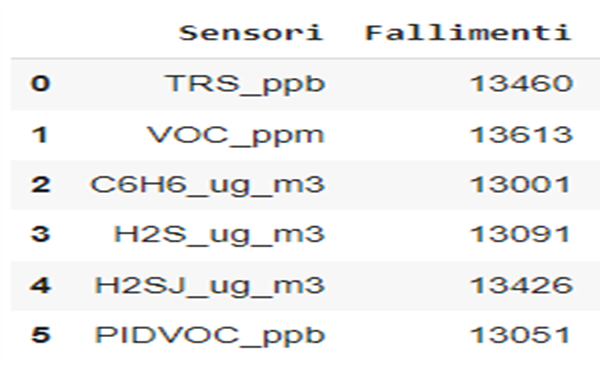 Sensori Fallimenti
0 TRS_ppb 13460
1 VOC_ppm 13613
2 C6H6_ug_m3 13001
3 H2S_ug_m3 13091
4 H2SJ_ug_m3 13426
5 PIDVOC_ppb 13051